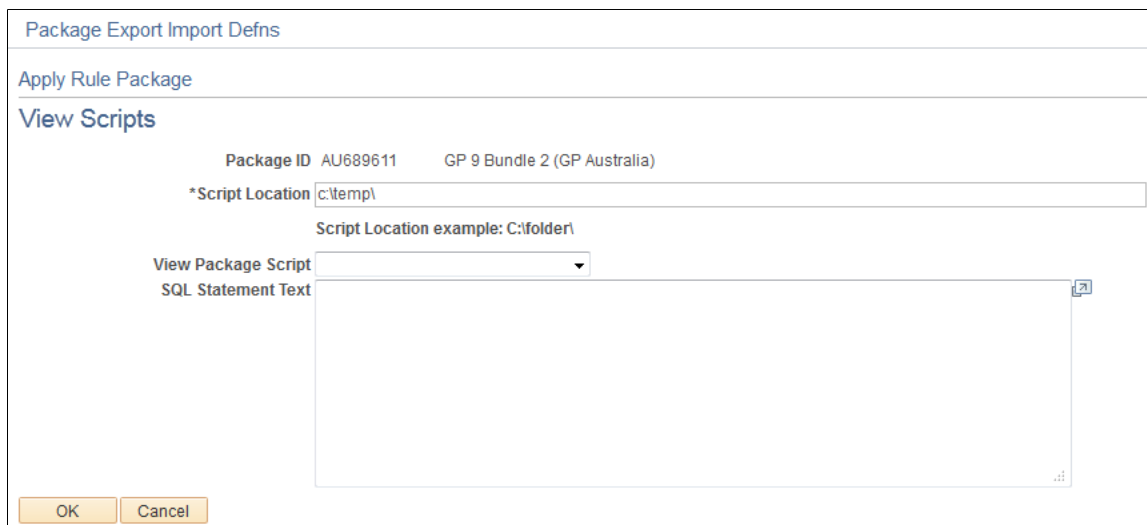 Package Export Import Defns
Apply Rule Package
View Scripts
Package ID AU689611 GP 9 Bundle 2 (GP Australia)
*Script Location c:\temp\
Script Location example: C:\folder\
View Package Script
SQL Statement Text
OK Cancel